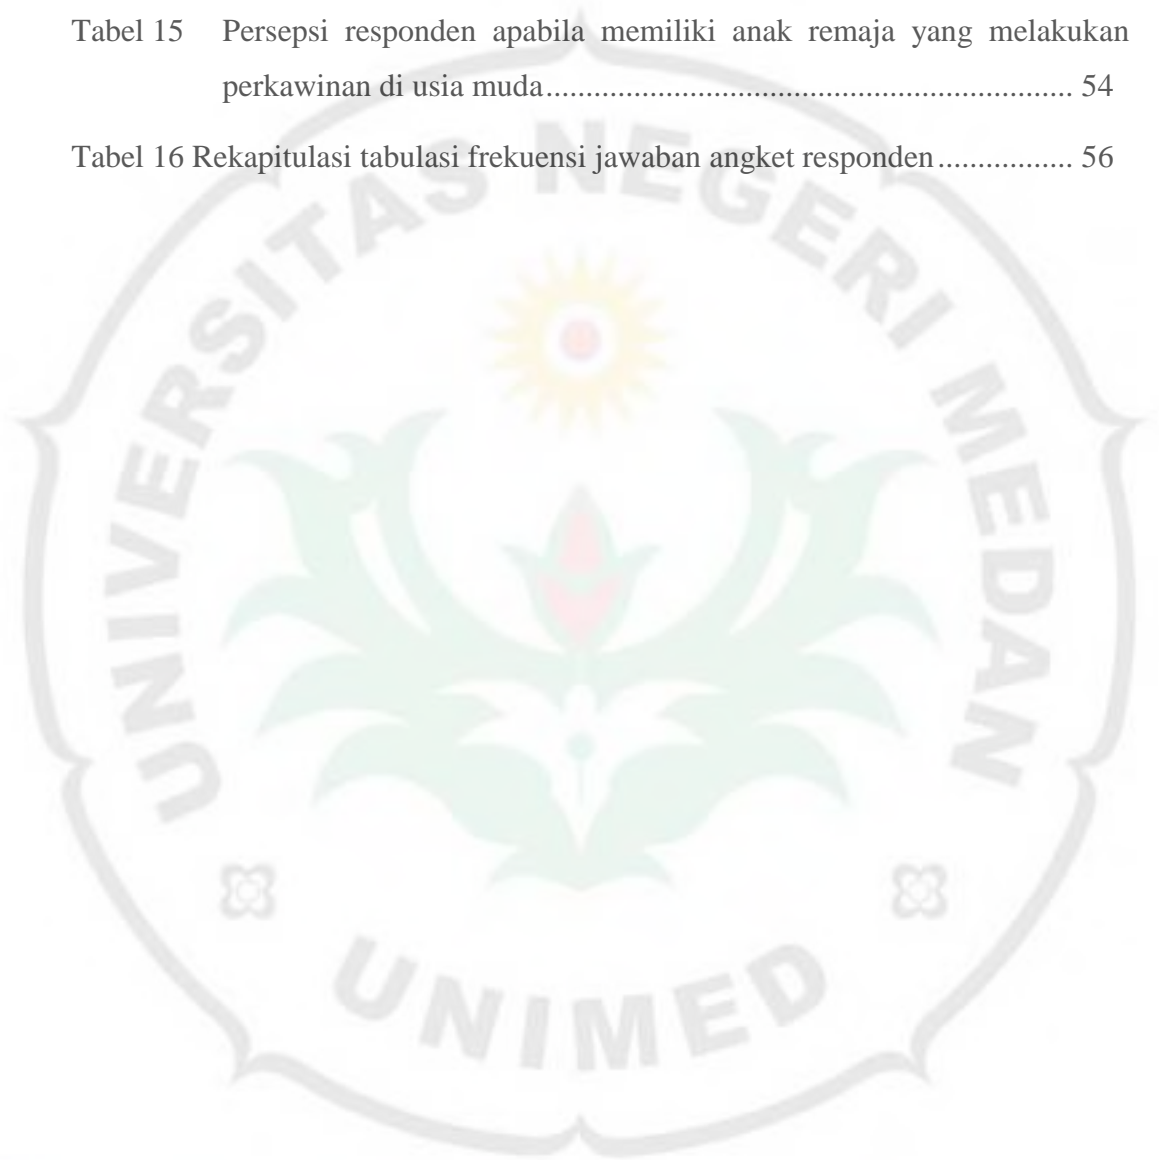 Tabel 15 Persepsi responden apabila memiliki anak remaja yang melakukan
perkawinan di usia muda................................................................... 54
Tabel 16 Rekapitulasi tabulasi frekuensi jawaban angket responden................. 56
UNIVERSITAS NEGERI MEDAN
UNIMED